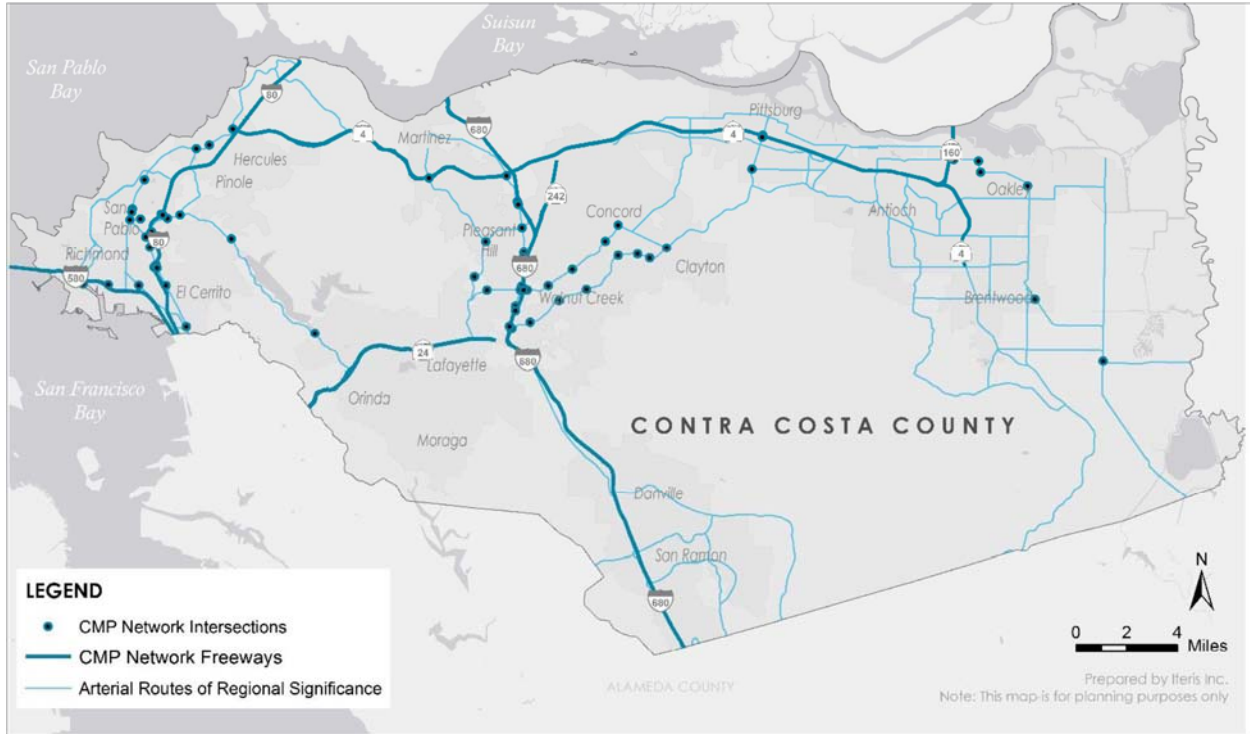 Suisun
Bay
San Pablo
Bay
80
Pittsburg
680
4
Martinez
4
160
Hercules
Pinole
242
Oakley
San
Pablo
Concord
Antioch
80
Pleasant
Hill
4
Richmond
580
680
Clayton
El Cerrito
Walnut Creek
Brentwood
24
680
Lafayette
San Francisco
Bay
Orinda
CONTRA COSTA COUNTY
Moraga
Danville
San Ramon
680
N
LEGEND
CMP Network Intersections
CMP Network Freeways
Arterial Routes of Regional Significance
0 2 4
Miles
ALAMEDA COUNTY
Prepared by Iteris Inc.
Note: This map is for planning purposes only